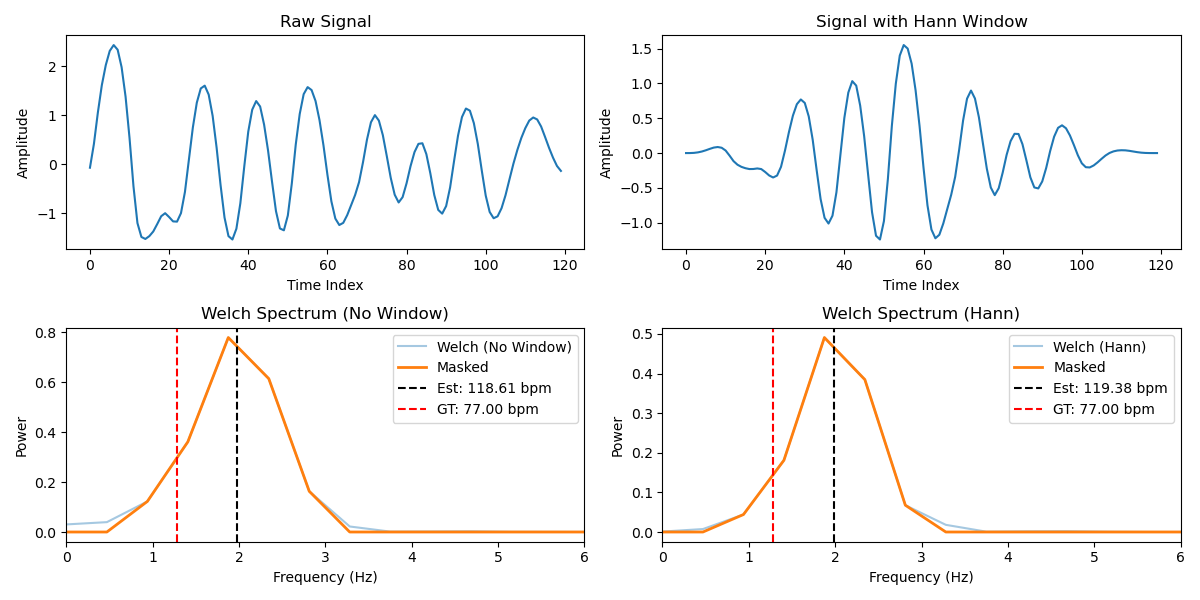 Raw Signal
Amplitude
2
1
0
−1
0 20 40 60 80 100 120
Time Index
Signal with Hann Window
Amplitude
1.5
1.0
0.5
0.0
−0.5
−1.0
0 20 40 60 80 100 120
Time Index
Welch Spectrum (No Window)
Power
0.8
0.6
0.4
0.2
0.0
Welch (No Window)
Masked
Est: 118.61 bpm
GT: 77.00 bpm
0 1 2 3 4 5 6
Frequency (Hz)
Welch Spectrum (Hann)
Power
0.5
0.4
0.3
0.2
0.1
0.0
Welch (Hann)
Masked
Est: 119.38 bpm
GT: 77.00 bpm
0 1 2 3 4 5 6
Frequency (Hz)